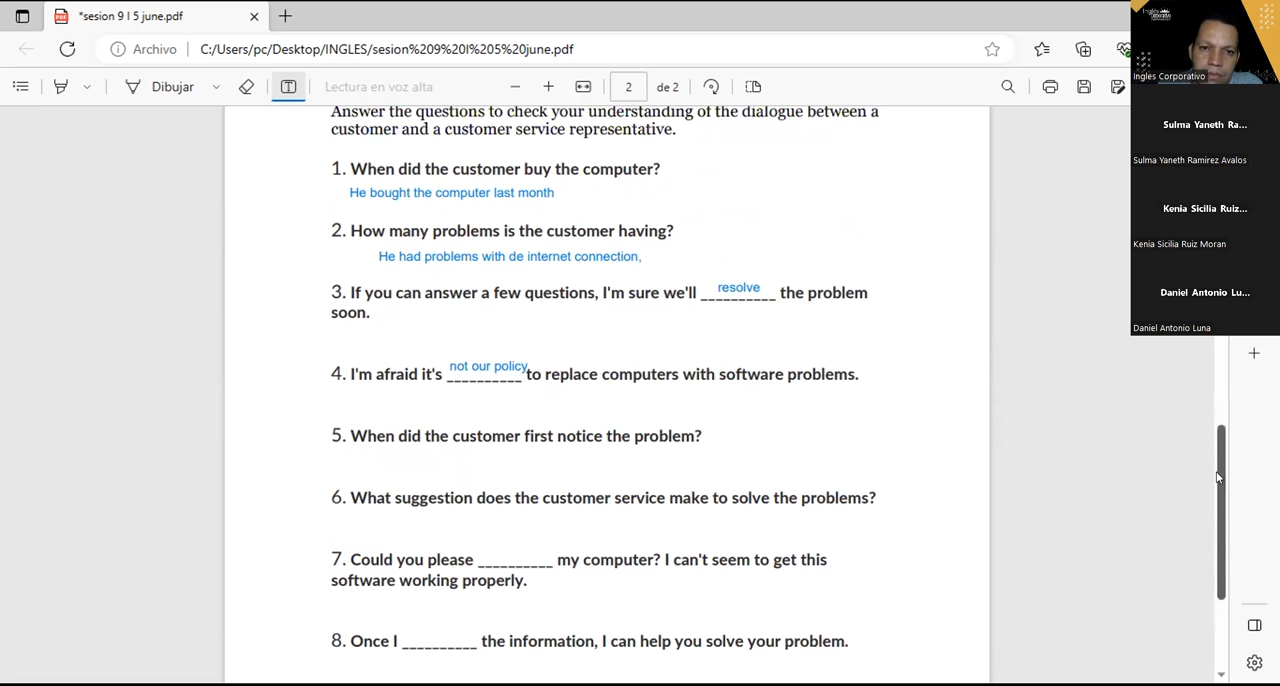 *sesion 9 I 5 june.pdf
Archivo
C:/Users/pc/Desktop/INGLES/sesion%209%20I%205%20june.pdf
Dibujar
Lectura en voz alta
2
de 2
Answer the questions to check your understanding of the dialogue between a
customer and a customer service representative.
1. When did the customer buy the computer?
He bought the computer last month
2. How many problems is the customer having?
He had problems with de internet connection,
resolve
3. If you can answer a few questions, I'm sure we'll __________ the problem
soon.
not our policy
4. I'm afraid it's __________ to replace computers with software problems.
5. When did the customer first notice the problem?
6. What suggestion does the customer service make to solve the problems?
7. Could you please __________ my computer? I can't seem to get this
software working properly.
8. Once I __________ the information, I can help you solve your problem.
Ingles Corporativo
Sulma Yaneth Ra...
Sulma Yaneth Ramirez Avalos
Kenia Sicilia Ruiz...
Kenia Sicilia Ruiz Moran
Daniel Antonio Lu...
Daniel Antonio Luna